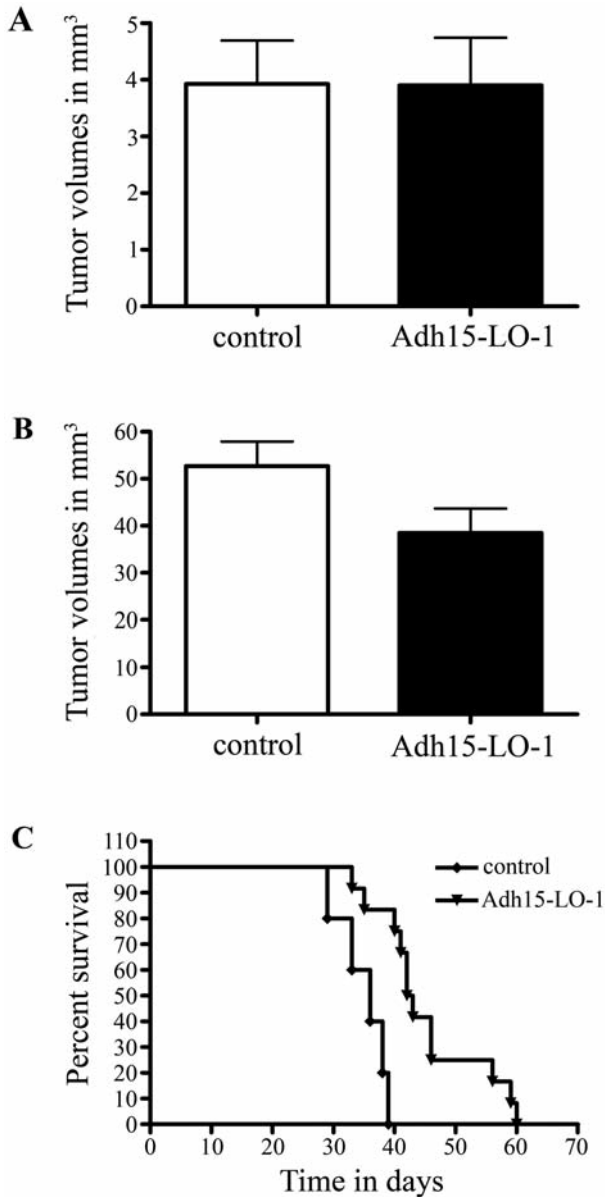 A
Tumor volumes in mm³
5
4
3
2
1
0
control
Adh15-LO-1
B
Tumor volumes in mm³
60
50
40
30
20
10
0
control
Adh15-LO-1
C
Percent survival
110
100
90
80
70
60
50
40
30
20
10
0
control
Adh15-LO-1
0 10 20 30 40 50 60 70
Time in days